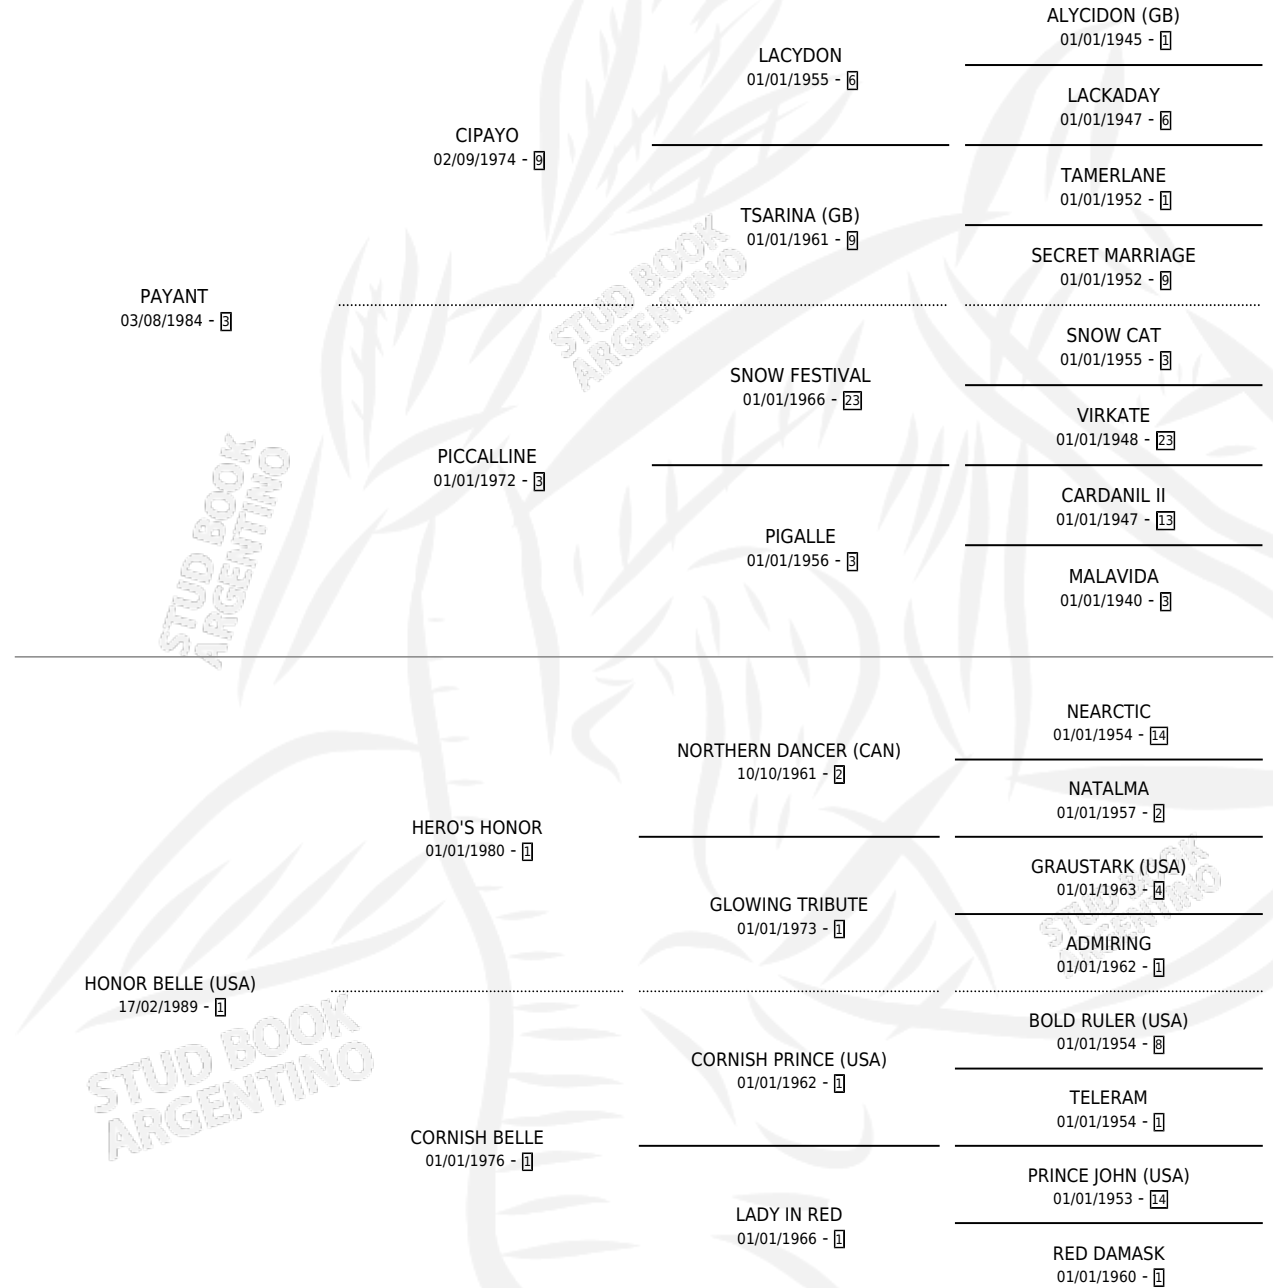 ALYCIDON (GB)
01/01/1945 - 1
LACYDON
01/01/1955 - 6
LACKADAY
01/01/1947 - 6
CIPAYO
02/09/1974 - 9
TAMERLANE
01/01/1952 - 1
TSARINA (GB)
01/01/1961 - 9
SECRET MARRIAGE
01/01/1952 - 9
PAYANT
03/08/1984 - 3
STUD BOOK
ARGENTINO
SNOW CAT
01/01/1955 - 3
SNOW FESTIVAL
01/01/1966 - 23
VIRKATE
01/01/1948 - 23
PICCALLINE
01/01/1972 - 3
CARDANIL II
01/01/1947 - 13
PIGALLE
01/01/1956 - 3
MALAVIDA
01/01/1940 - 3
STUD BOOK
ARGENTINO
NEARCTIC
01/01/1954 - 14
NORTHERN DANCER (CAN)
10/10/1961 - 2
NATALMA
01/01/1957 - 2
HERO'S HONOR
01/01/1980 - 1
GRAUSTARK (USA)
01/01/1963 - 4
GLOWING TRIBUTE
01/01/1973 - 1
STUD BOOK
ARGENTINO
ADMIRING
01/01/1962 - 1
HONOR BELLE (USA)
17/02/1989 - 1
BOLD RULER (USA)
01/01/1954 - 8
CORNISH PRINCE (USA)
01/01/1962 - 1
STUD BOOK
ARGENTINO
TELERAM
01/01/1954 - 1
CORNISH BELLE
01/01/1976 - 1
PRINCE JOHN (USA)
01/01/1953 - 14
LADY IN RED
01/01/1966 - 1
RED DAMASK
01/01/1960 - 1